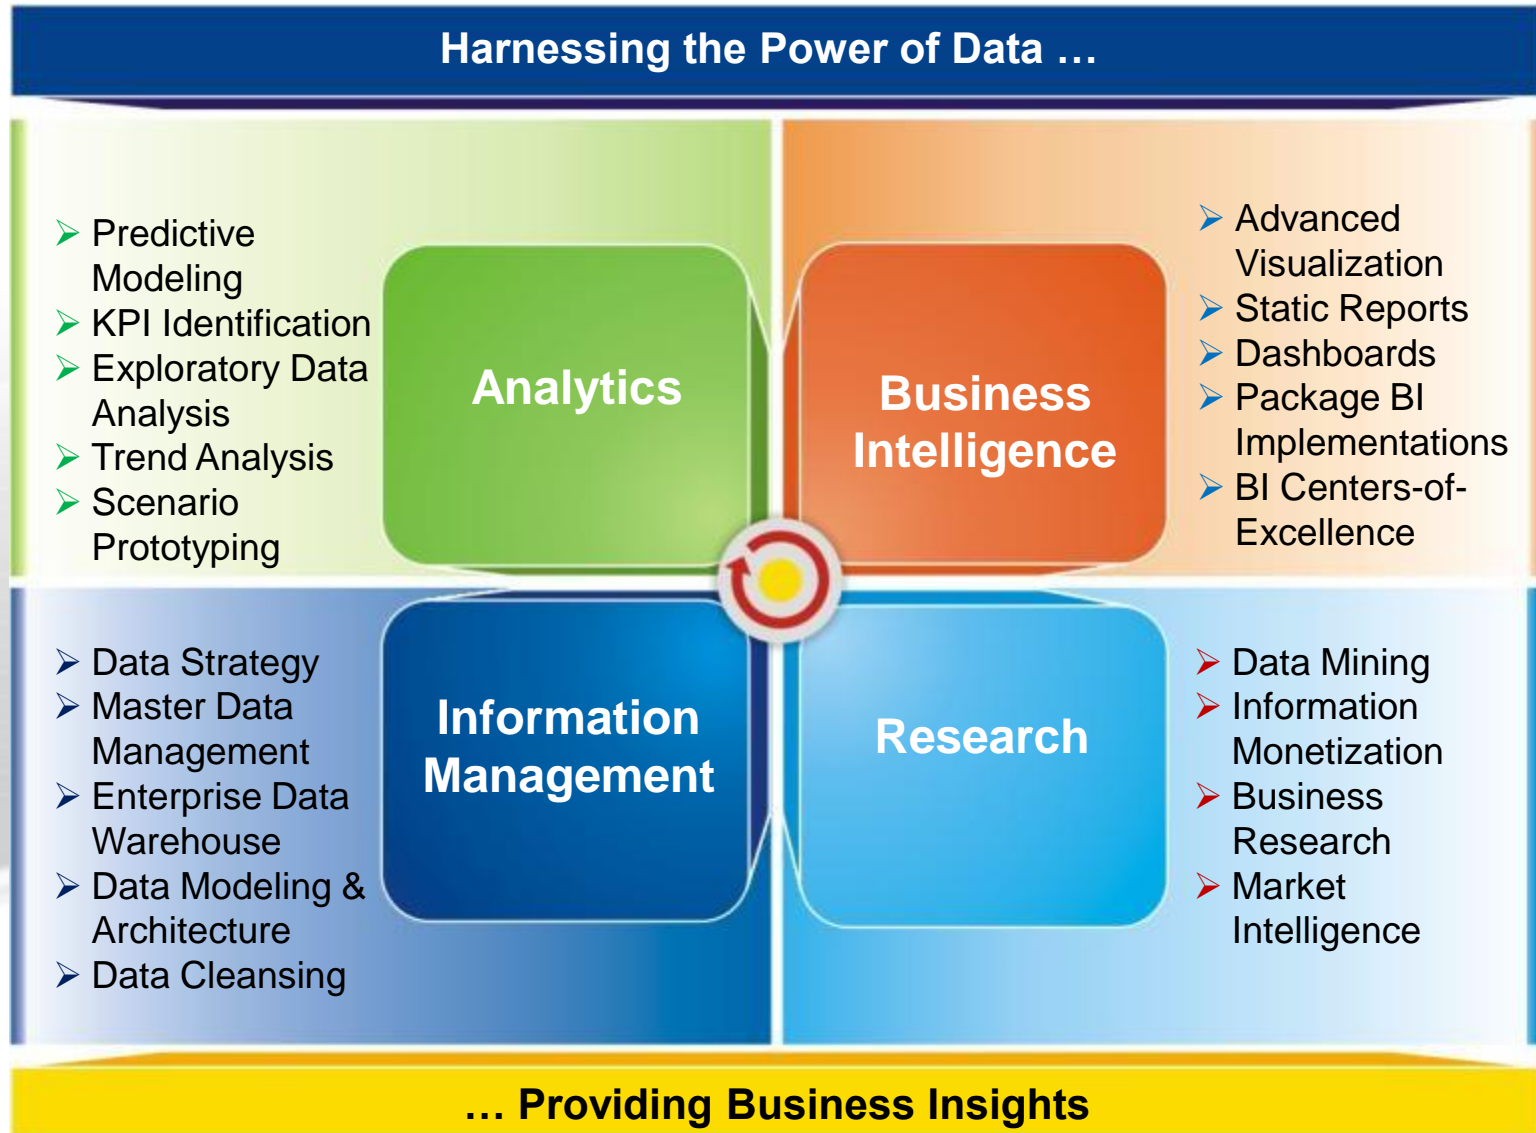 Harnessing the Power of Data …
➢ Predictive
Modeling
➢ KPI Identification
➢ Exploratory Data
Analysis
➢ Trend Analysis
➢ Scenario
Prototyping
Analytics
Business
Intelligence
➢ Advanced
Visualization
➢ Static Reports
➢ Dashboards
➢ Package BI
Implementations
➢ BI Centers-of-
Excellence
➢ Data Strategy
➢ Master Data
Management
➢ Enterprise Data
Warehouse
➢ Data Modeling &
Architecture
➢ Data Cleansing
Information
Management
Research
➢ Data Mining
➢ Information
Monetization
➢ Business
Research
➢ Market
Intelligence
… Providing Business Insights